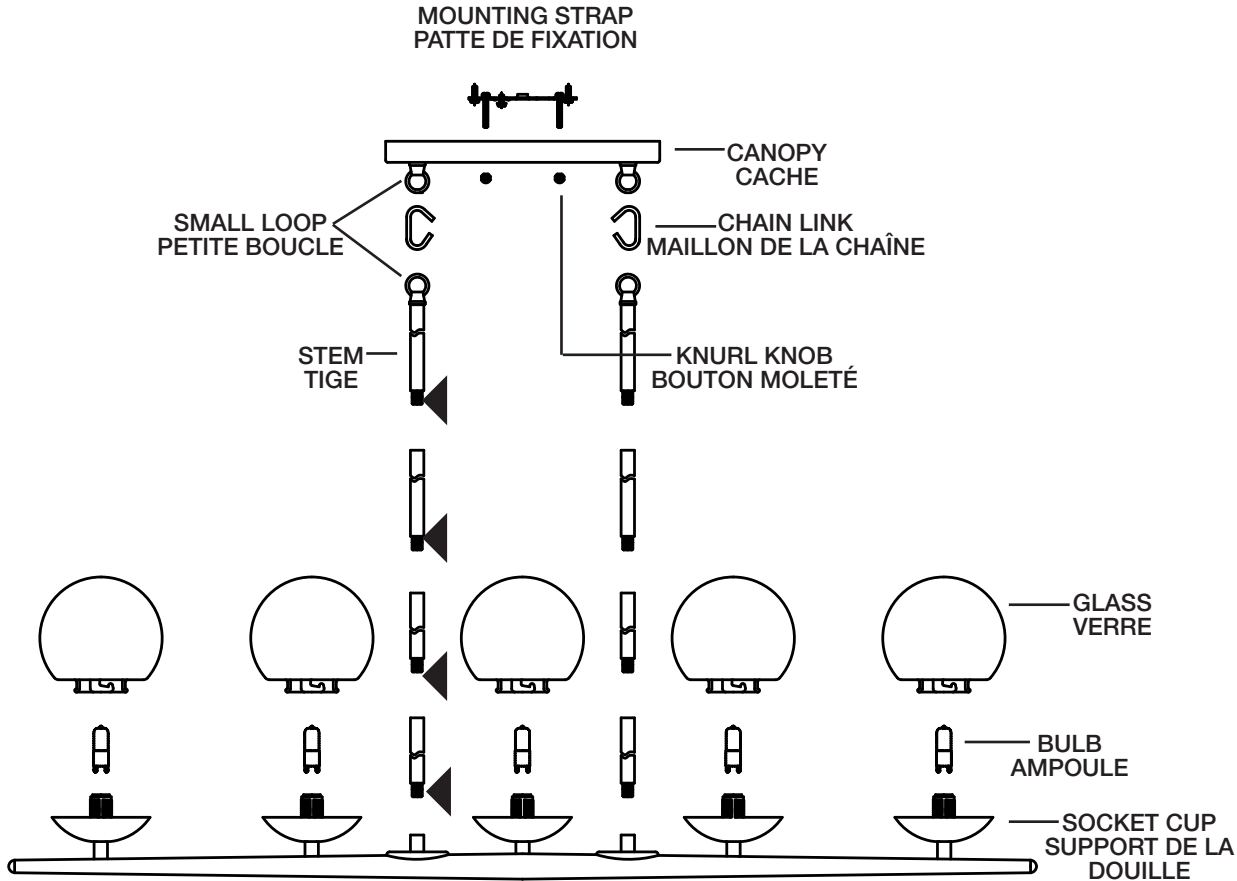 MOUNTING STRAP
PATTE DE FIXATION
CANOPY
CACHE
SMALL LOOP
PETITE BOUCLE
CHAIN LINK
MAILLON DE LA CHAÎNE
STEM
TIGE
KNURL KNOB
BOUTON MOLETÉ
GLASS
VERRE
BULB
AMPOULE
SOCKET CUP
SUPPORT DE LA
DOUILLE